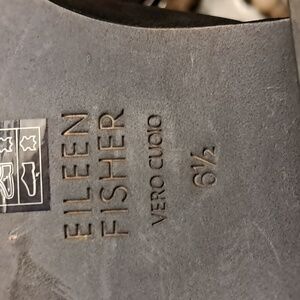 EILEEN
FISHER
VERO CUOIO
6½